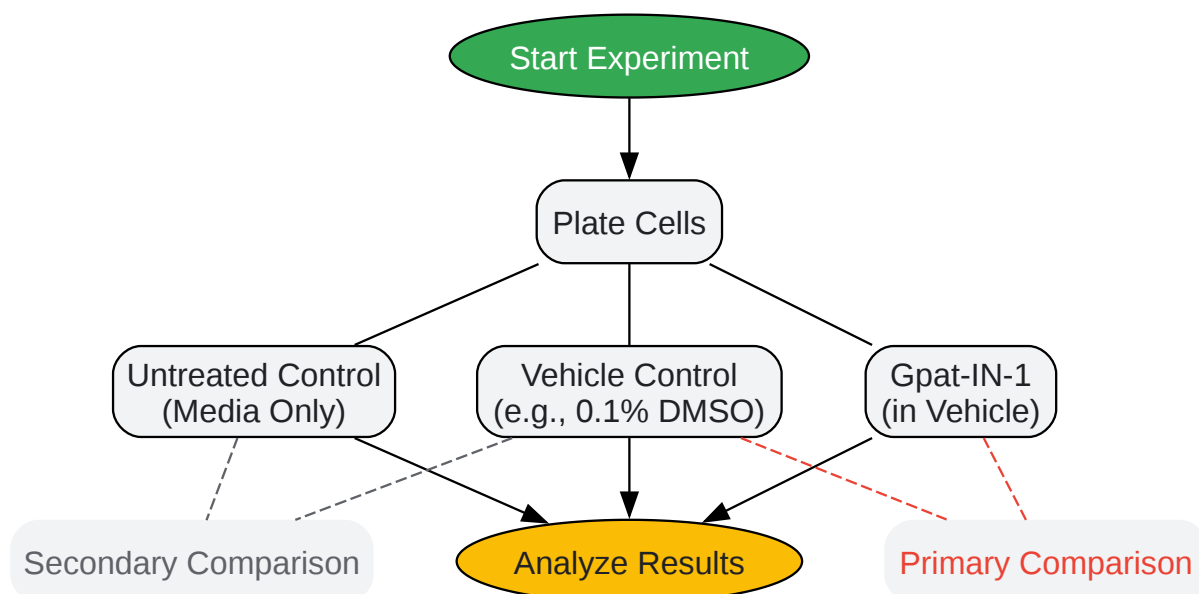 Start Experiment
Plate Cells
Untreated Control
(Media Only)
Vehicle Control
(e.g., 0.1% DMSO)
Gpat-IN-1
(in Vehicle)
Secondary Comparison
Analyze Results
Primary Comparison